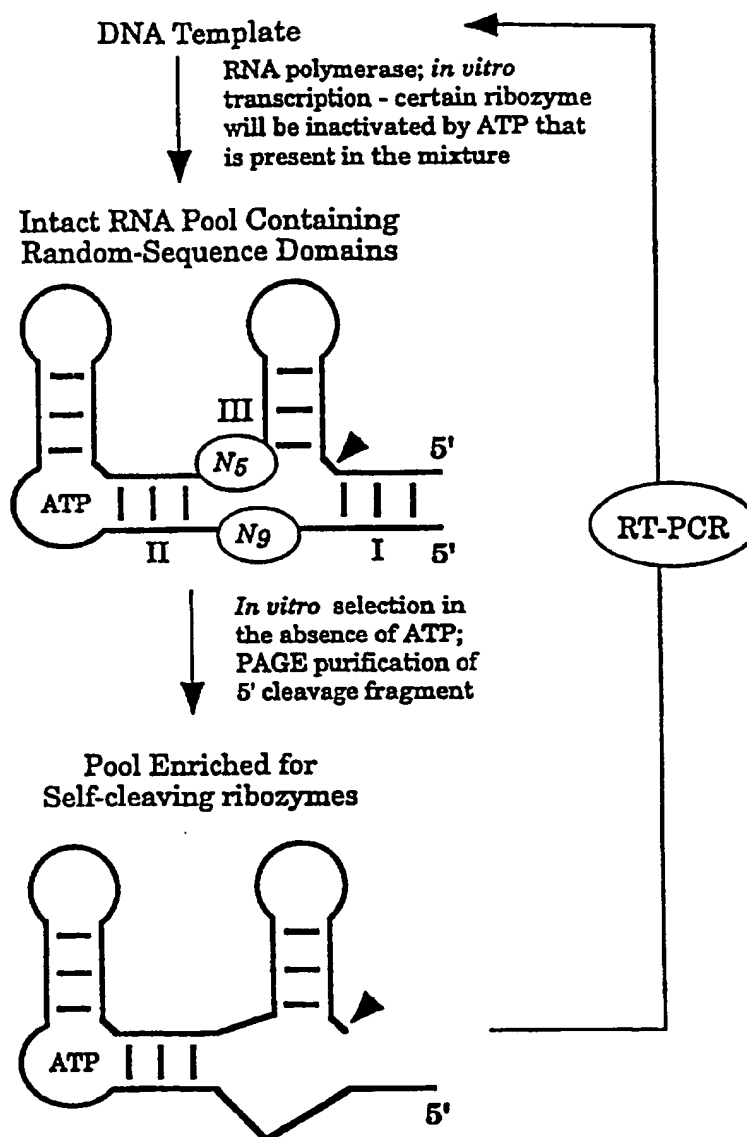 DNA Template
RNA polymerase; in vitro
transcription - certain ribozyme
will be inactivated by ATP that
is present in the mixture
Intact RNA Pool Containing
Random-Sequence Domains
III
5'
N5
ATP
N9
II
I
5'
RT-PCR
In vitro selection in
the absence of ATP;
PAGE purification of
5' cleavage fragment
Pool Enriched for
Self-cleaving ribozymes
ATP
5'